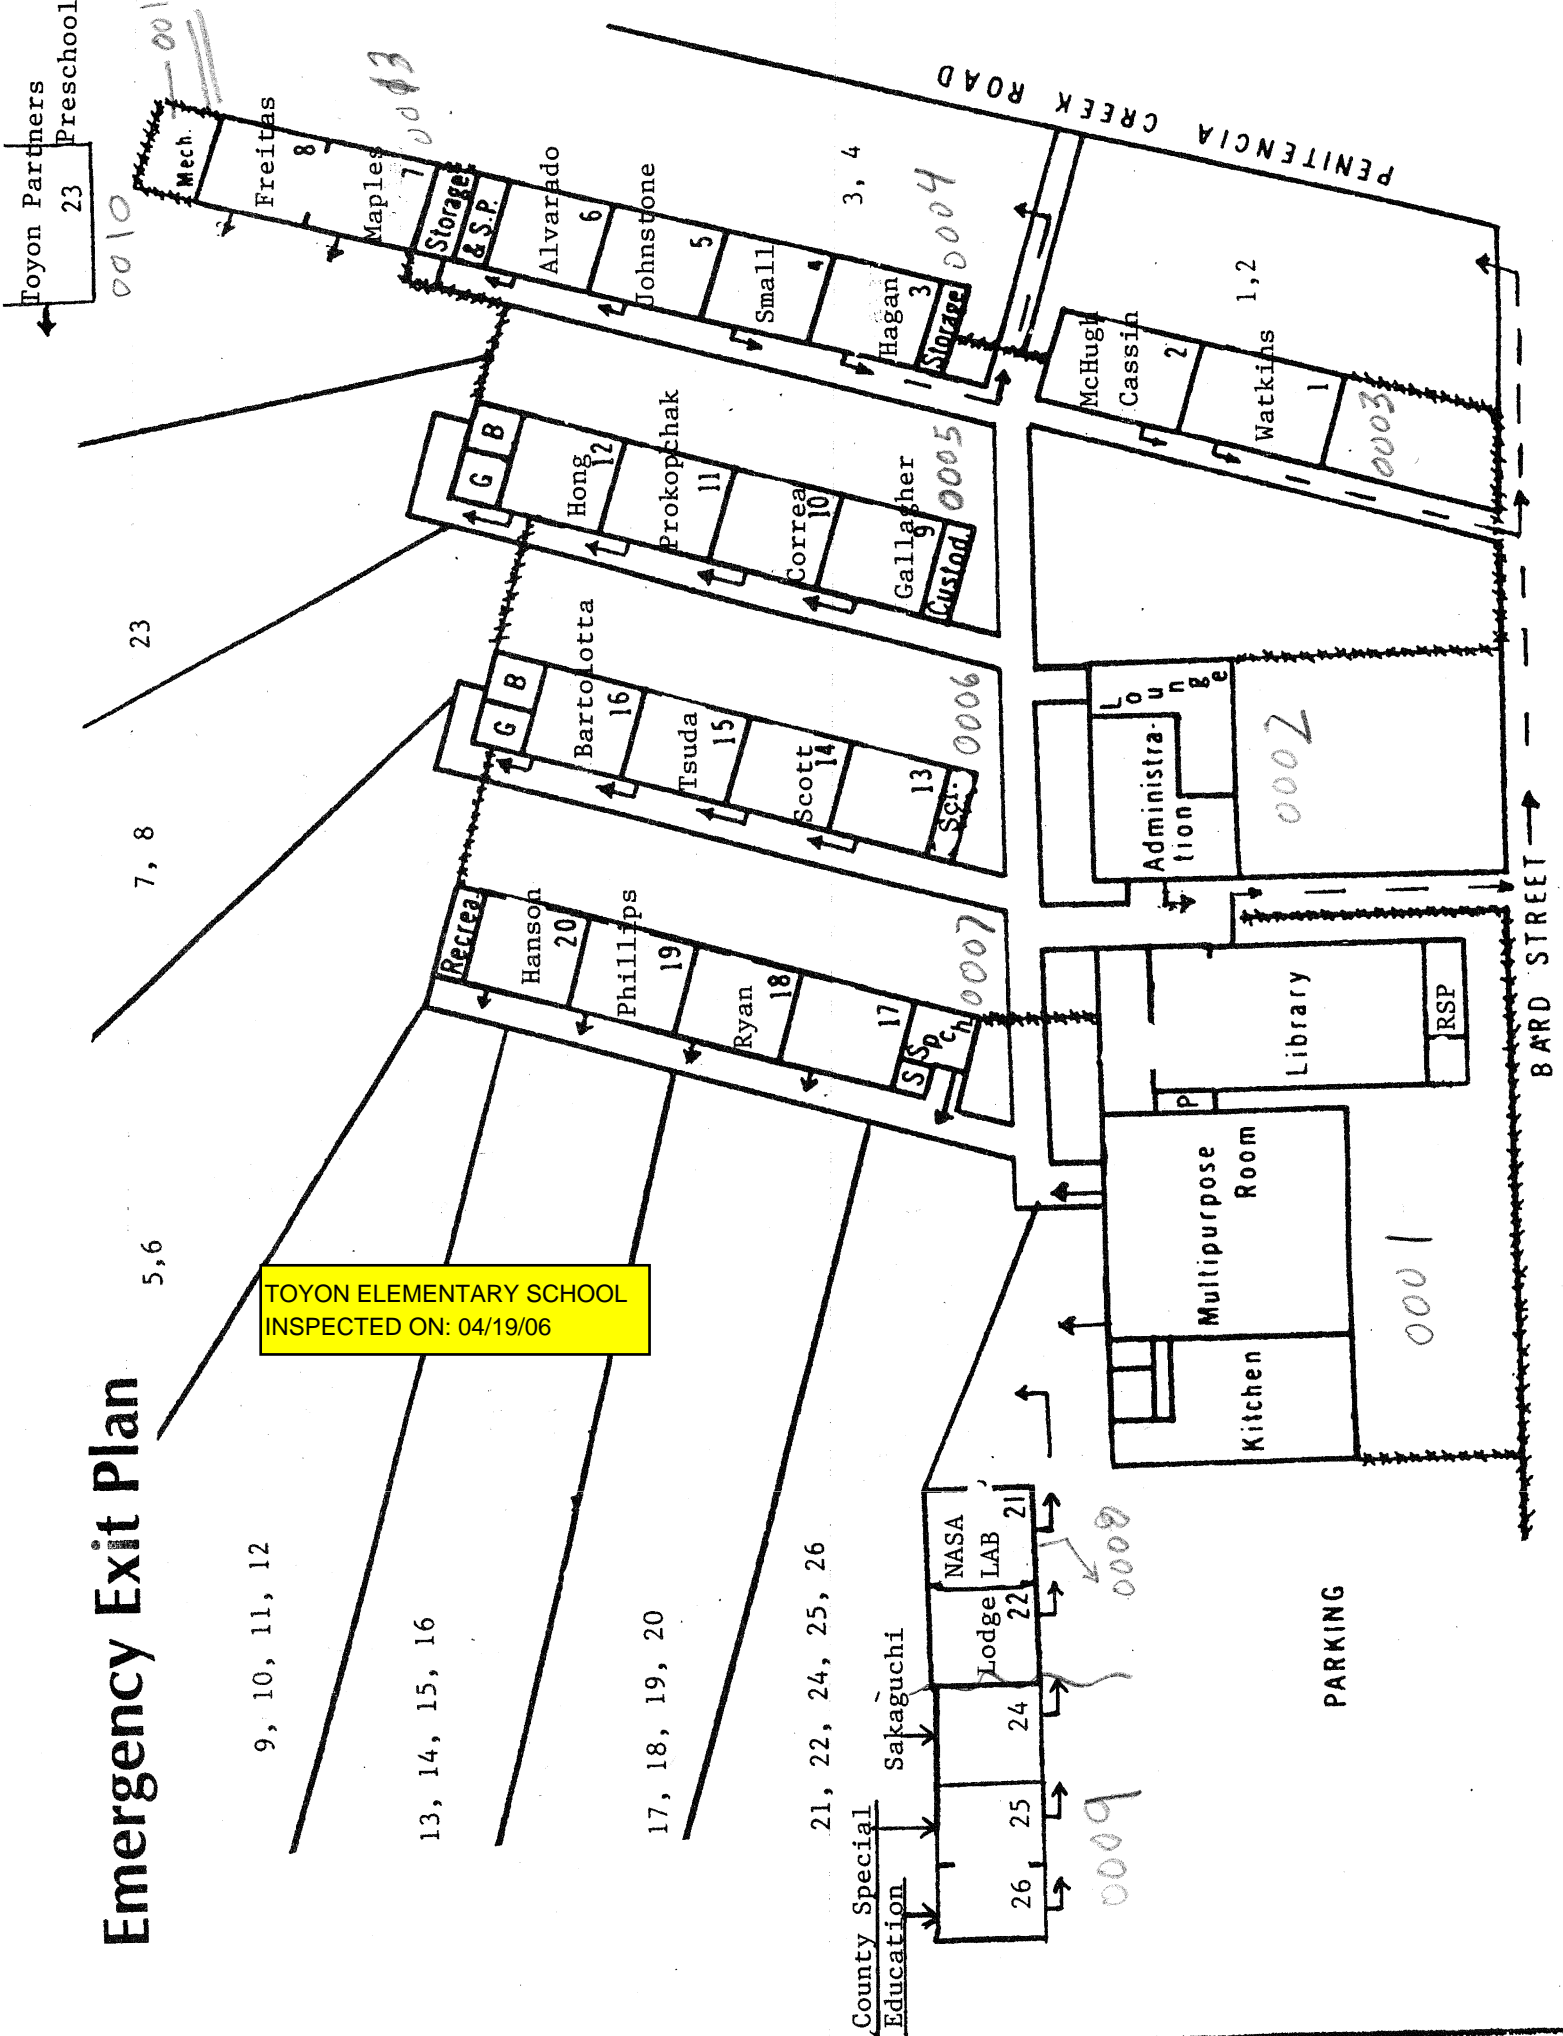 Emergency Exit Plan
TOYON ELEMENTARY SCHOOL
INSPECTED ON: 04/19/06
Toyon Partners
Preschool
23
0010
5,6
7, 8
23
9, 10, 11, 12
13, 14, 15, 16
17, 18, 19, 20
21, 22, 24, 25, 26
Mech.
Freitas
8
Maples
7
Storage
& S.P.
Alvarado
6
Johnstone
5
Small
4
Hagan
3
Storage
0004
3, 4
PENITENCIA CREEK ROAD
McHugh
Cassin
2
Watkins
1
0003
1,2
G
B
Hong
12
Prokopchak
11
Correa
10
Gallagher
9
Custod.
0005
G
B
Bartolotta
16
Tsuda
15
Scott
14
13
Sci.
0006
Recrea.
Hanson
20
Phillips
19
Ryan
18
17
S
Spch
0007
Administra-
tion
Lounge
0002
Library
RSP
P
Multipurpose
Room
Kitchen
0001
BARD STREET
County Special
Education
Sakaguchi
26
25
24
Lodge
22
NASA
LAB
21
0008
0009
PARKING